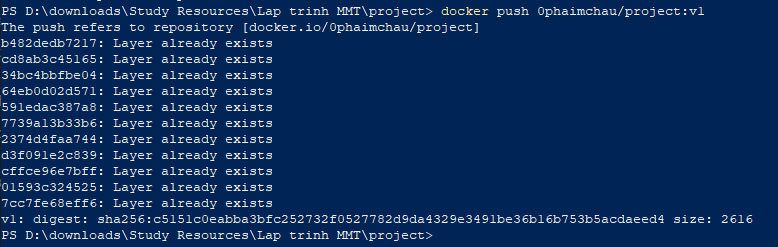 PS D:\downloads\Study Resources\Lap trinh MMT\project> docker push 0phaimchau/project:v1
The push refers to repository [docker.io/0phaimchau/project]
b482dedb7217: Layer already exists
cd8ab3c45165: Layer already exists
34bc4bbfbe04: Layer already exists
64eb0d02d571: Layer already exists
591edac387a8: Layer already exists
7739a13b33b6: Layer already exists
2374d4faa744: Layer already exists
d3f091e2c839: Layer already exists
cffce96e7bff: Layer already exists
01593c324525: Layer already exists
7cc7fe68eff6: Layer already exists
v1: digest: sha256:c5151c0eabba3bfc252732f0527782d9da4329e3491be36b16b753b5acdaeed4 size: 2616
PS D:\downloads\Study Resources\Lap trinh MMT\project>